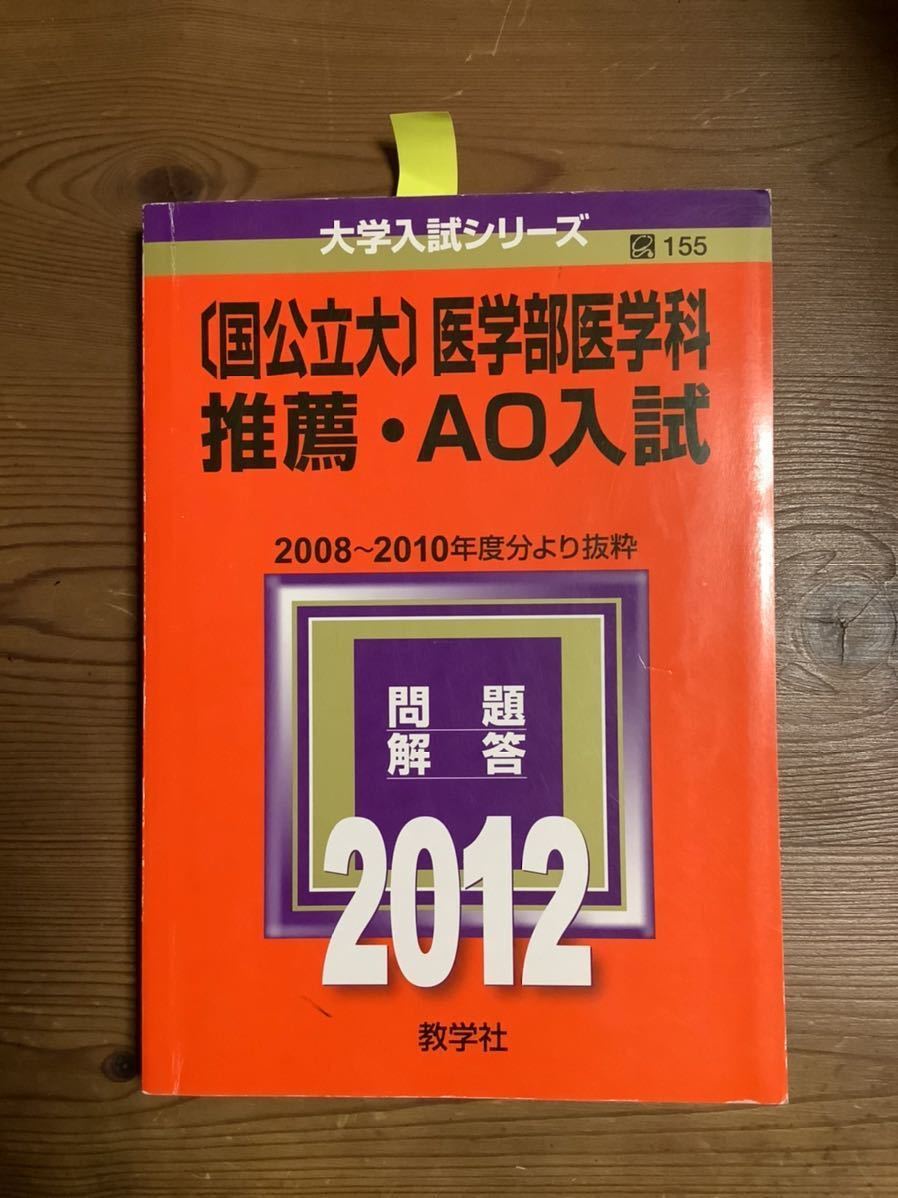 大学入試シリーズ
155
〔国公立大〕医学部医学科
推薦・AO入試
2008~2010年度分より抜粋
問題
解答
2012
教学社